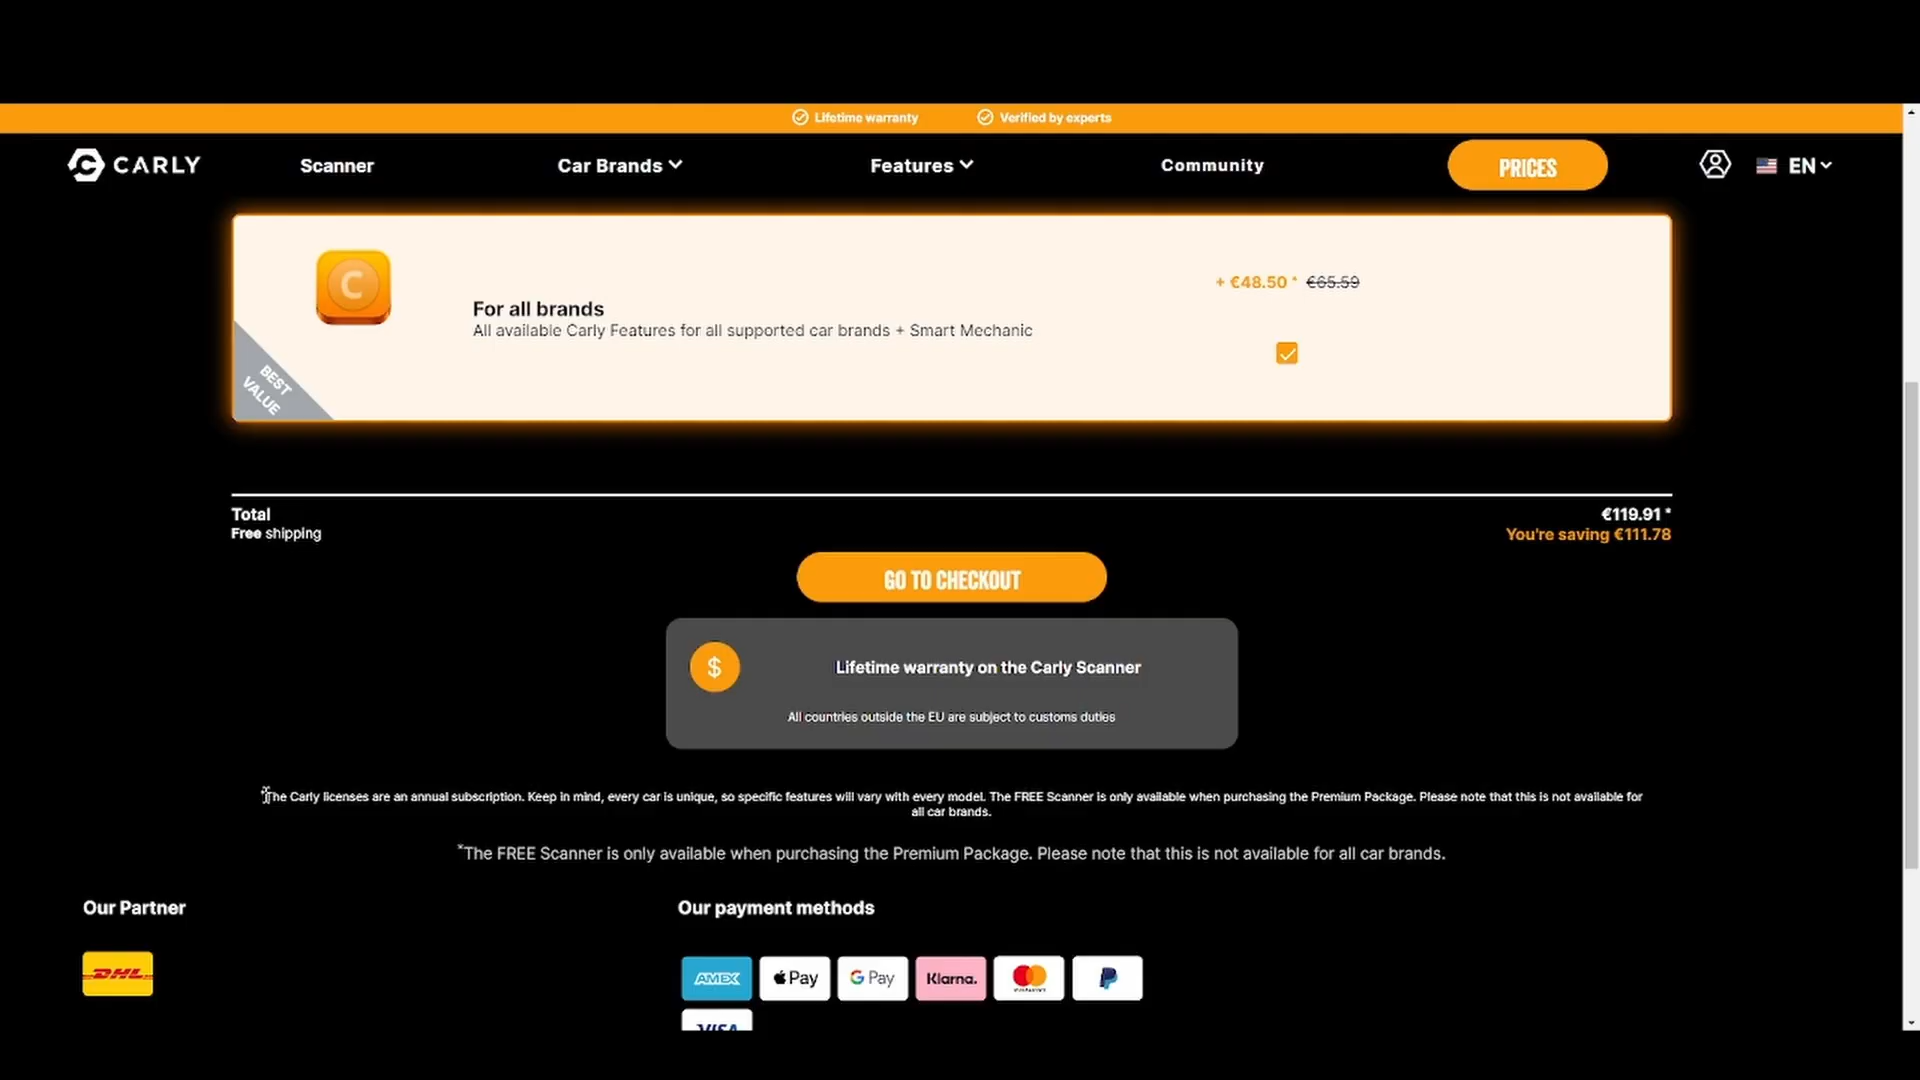 Lifetime warranty
Verified by experts
CARLY
Scanner
Car Brands
Features
Community
PRICES
EN
C
+ €48.50 * €65.59
For all brands
All available Carly Features for all supported car brands + Smart Mechanic
BEST
VALUE
Total
€119.91 *
Free shipping
You're saving €111.78
GO TO CHECKOUT
$
Lifetime warranty on the Carly Scanner
All countries outside the EU are subject to customs duties
*The Carly licenses are an annual subscription. Keep in mind, every car is unique, so specific features will vary with every model. The FREE Scanner is only available when purchasing the Premium Package. Please note that this is not available for
all car brands.
*The FREE Scanner is only available when purchasing the Premium Package. Please note that this is not available for all car brands.
Our Partner
Our payment methods
DHL
AMEX
Pay
G Pay
Klarna.
VISA